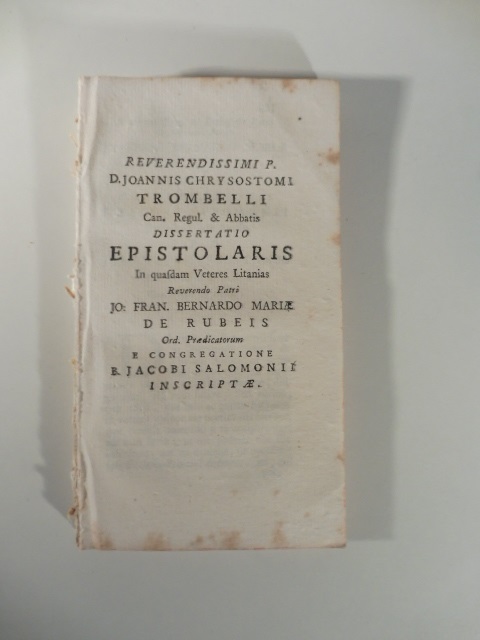 REVERENDISSIMI P.
D. JOANNIS CHRYSOSTOMI
TROMBELLI
Can. Regul. & Abbatis
DISSERTATIO
EPISTOLARIS
In quasdam Veteres Litanias
Reverendo Patri
JO: FRAN. BERNARDO MARIÆ
DE RUBEIS
Ord. Prædicatorum
E CONGREGATIONE
B. JACOBI SALOMONII
INSCRIPTÆ.